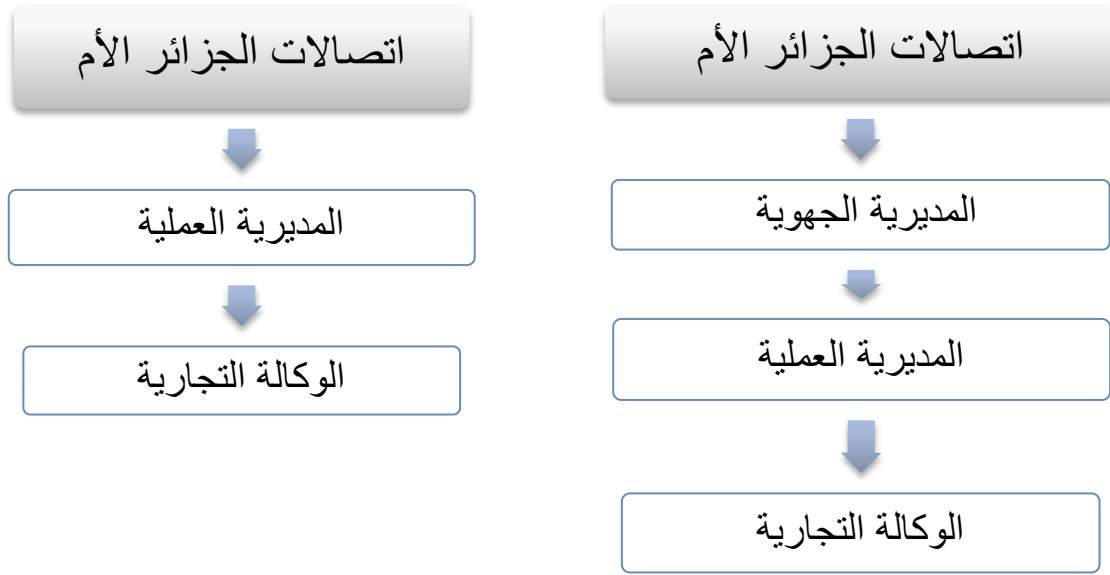 اتصالات الجزائر الأم
المديرية الجهوية
المديرية العملية
الوكالة التجارية
اتصالات الجزائر الأم
المديرية العملية
الوكالة التجارية